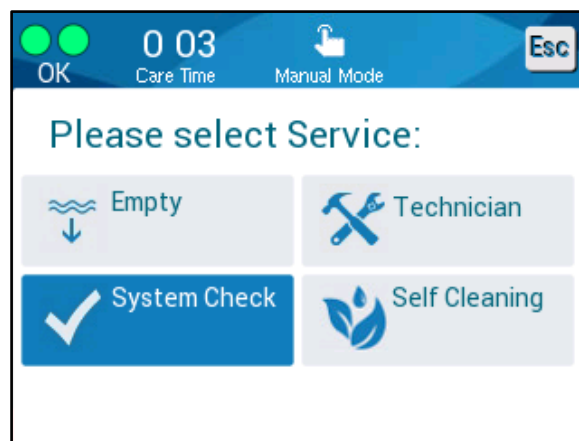 0 03
Esc
OK
Care Time
Manual Mode
Please select Service:
Empty
Technician
System Check
Self Cleaning